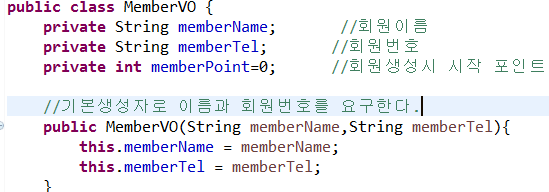 public class MemberVO {
private String memberName; //회원이름
private String memberTel; //회원번호
private int memberPoint=0; //회원생성시 시작 포인트
//기본생성자로 이름과 회원번호를 요구한다.
public MemberVO(String memberName,String memberTel){
this.memberName = memberName;
this.memberTel = memberTel;
}